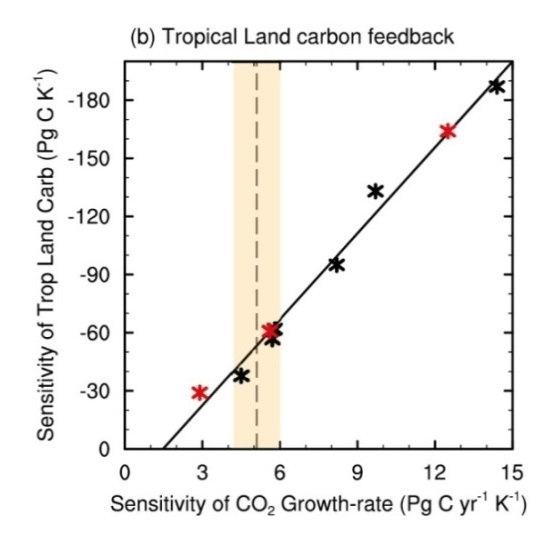 (b) Tropical Land carbon feedback
Sensitivity of Trop Land Carb (Pg C K⁻¹)
-180
-150
-120
-90
-60
-30
0
0 3 6 9 12 15
Sensitivity of CO₂ Growth-rate (Pg C yr⁻¹ K⁻¹)